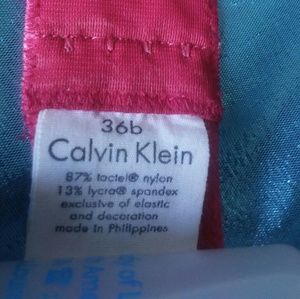 36b
Calvin Klein
87% tactel® nylon
13% lycra® spandex
exclusive of elastic
and decoration
made in Philippines